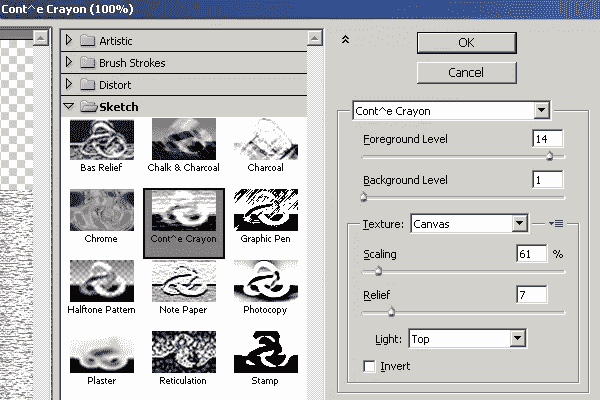 Cont^e Crayon (100%)
Artistic
Brush Strokes
Distort
Sketch
Bas Relief
Chalk & Charcoal
Charcoal
Chrome
Cont^e Crayon
Graphic Pen
Halftone Pattern
Note Paper
Photocopy
Plaster
Reticulation
Stamp
OK
Cancel
Cont^e Crayon
Foreground Level 14
Background Level 1
Texture: Canvas
Scaling 61 %
Relief 7
Light: Top
Invert